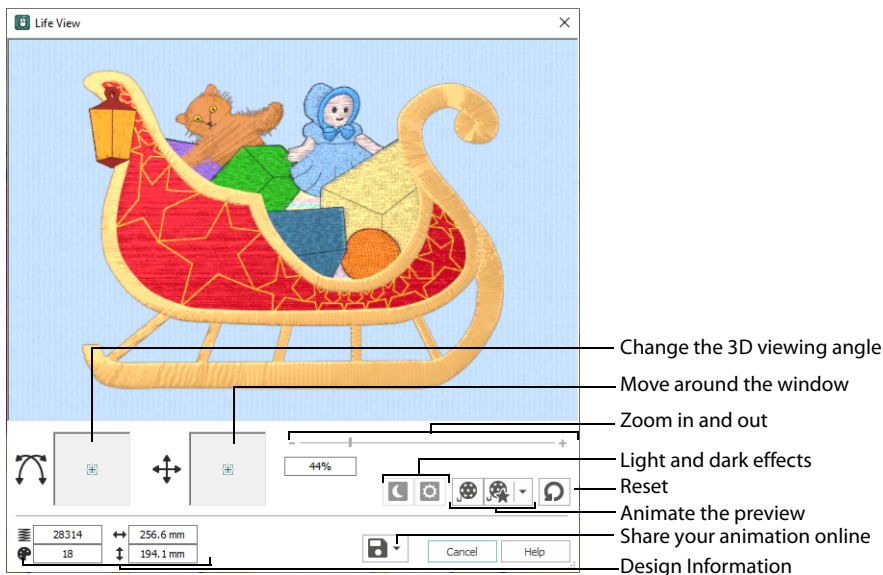 Life View
Change the 3D viewing angle
Move around the window
Zoom in and out
44%
Light and dark effects
Reset
Animate the preview
Share your animation online
28314
256.6 mm
18
194.1 mm
Cancel
Help
Design Information